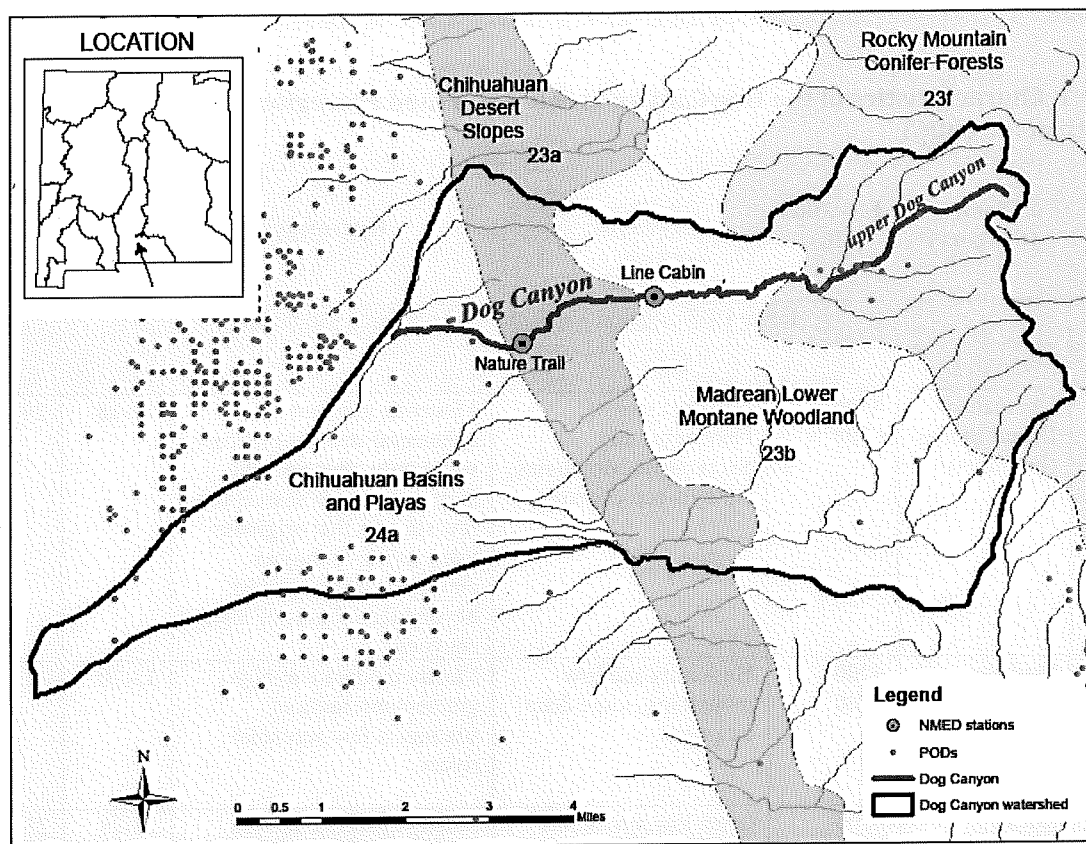 LOCATION
Rocky Mountain
Conifer Forests
23f
Chihuahuan
Desert
Slopes
23a
upper Dog Canyon
Line Cabin
Dog Canyon
Nature Trail
Madrean Lower
Montane Woodland
23b
Chihuahuan Basins
and Playas
24a
Legend
NMED stations
PODs
Dog Canyon
Dog Canyon watershed
N
0 0.5 1 2 3 4
Miles